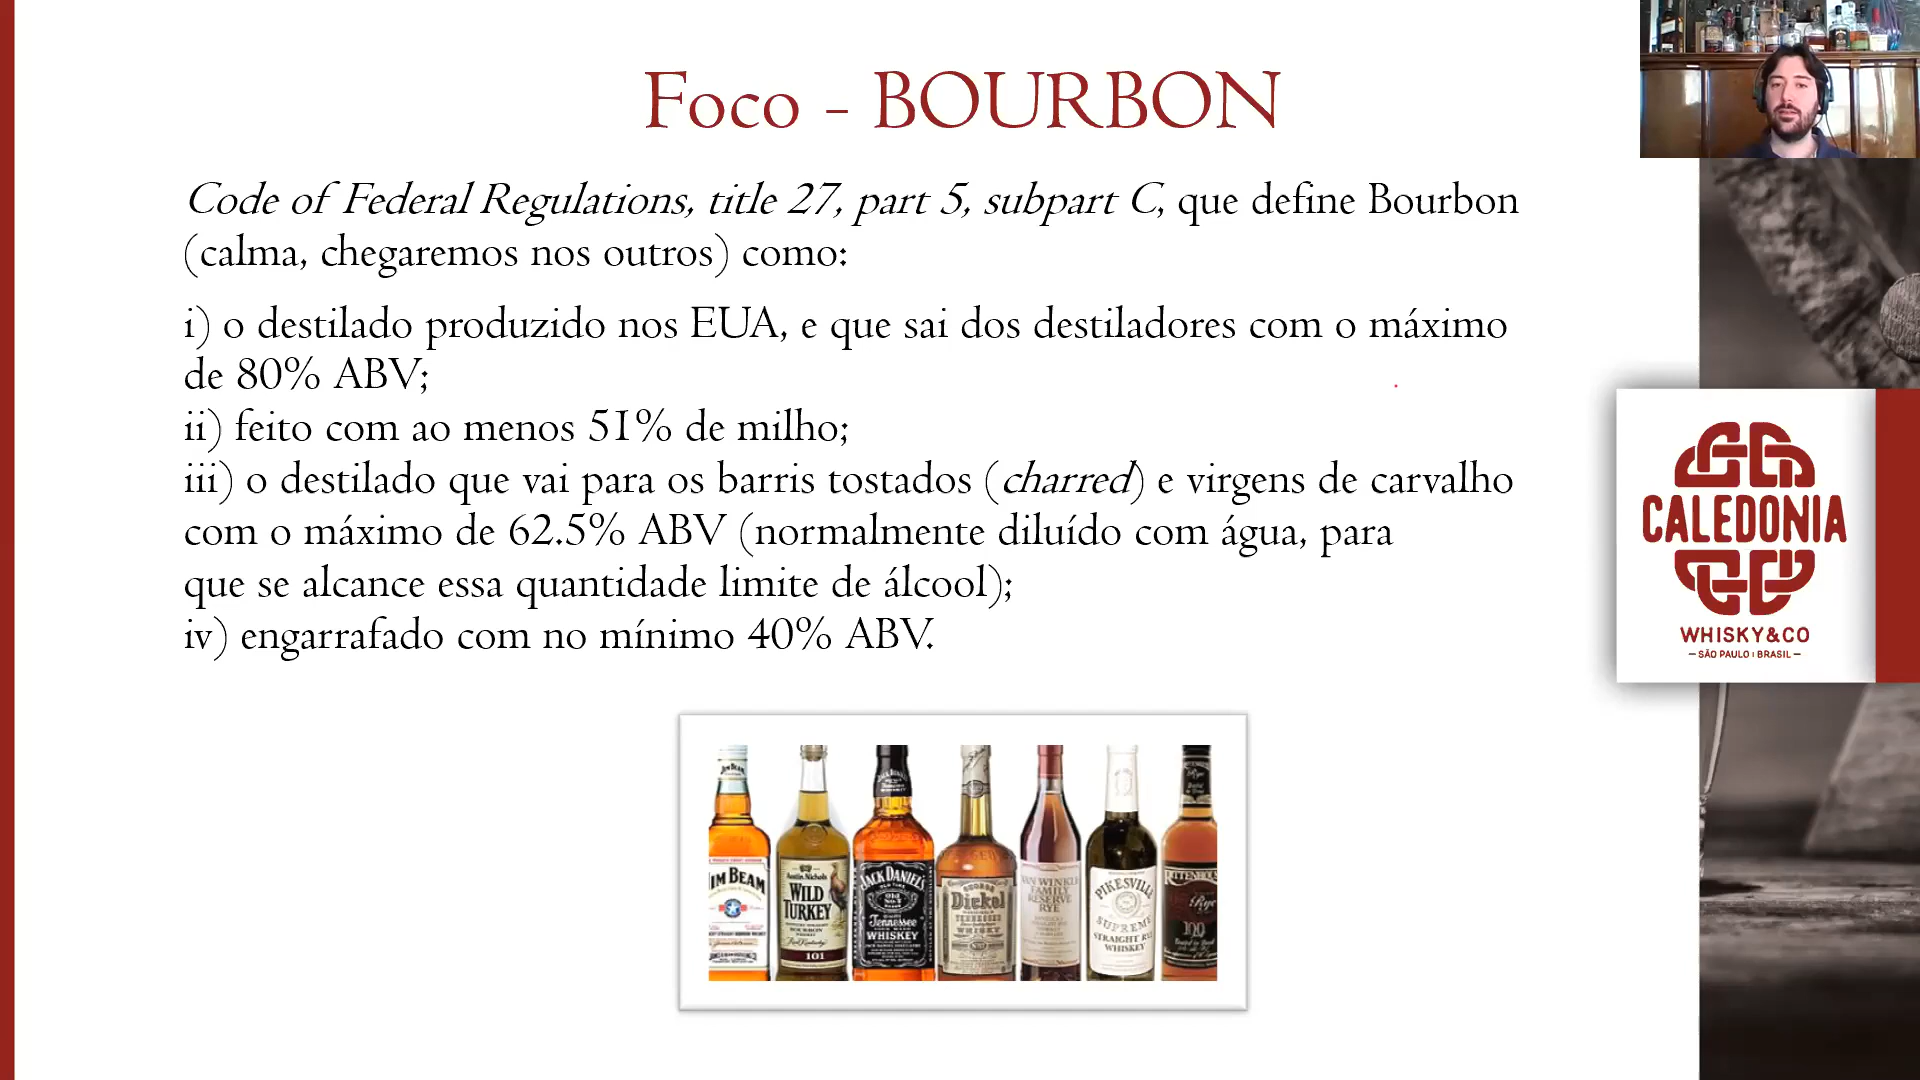 Foco - BOURBON
Code of Federal Regulations, title 27, part 5, subpart C, que define Bourbon
(calma, chegaremos nos outros) como:
i) o destilado produzido nos EUA, e que sai dos destiladores com o máximo
de 80% ABV;
ii) feito com ao menos 51% de milho;
iii) o destilado que vai para os barris tostados (charred) e virgens de carvalho
com o máximo de 62.5% ABV (normalmente diluído com água, para
que se alcance essa quantidade limite de álcool);
iv) engarrafado com no mínimo 40% ABV.
CALEDONIA
WHISKY&CO
– SÃO PAULO | BRASIL –
JIM BEAM
Austin Nichols
WILD
TURKEY
101
JACK DANIEL'S
Tennessee
WHISKEY
GEORGE
Dickel
TENNESSEE
WHISKY
VAN WINKLE
FAMILY
RESERVE
RYE
PIKESVILLE
SUPREME
STRAIGHT RYE
WHISKEY
Rye
100